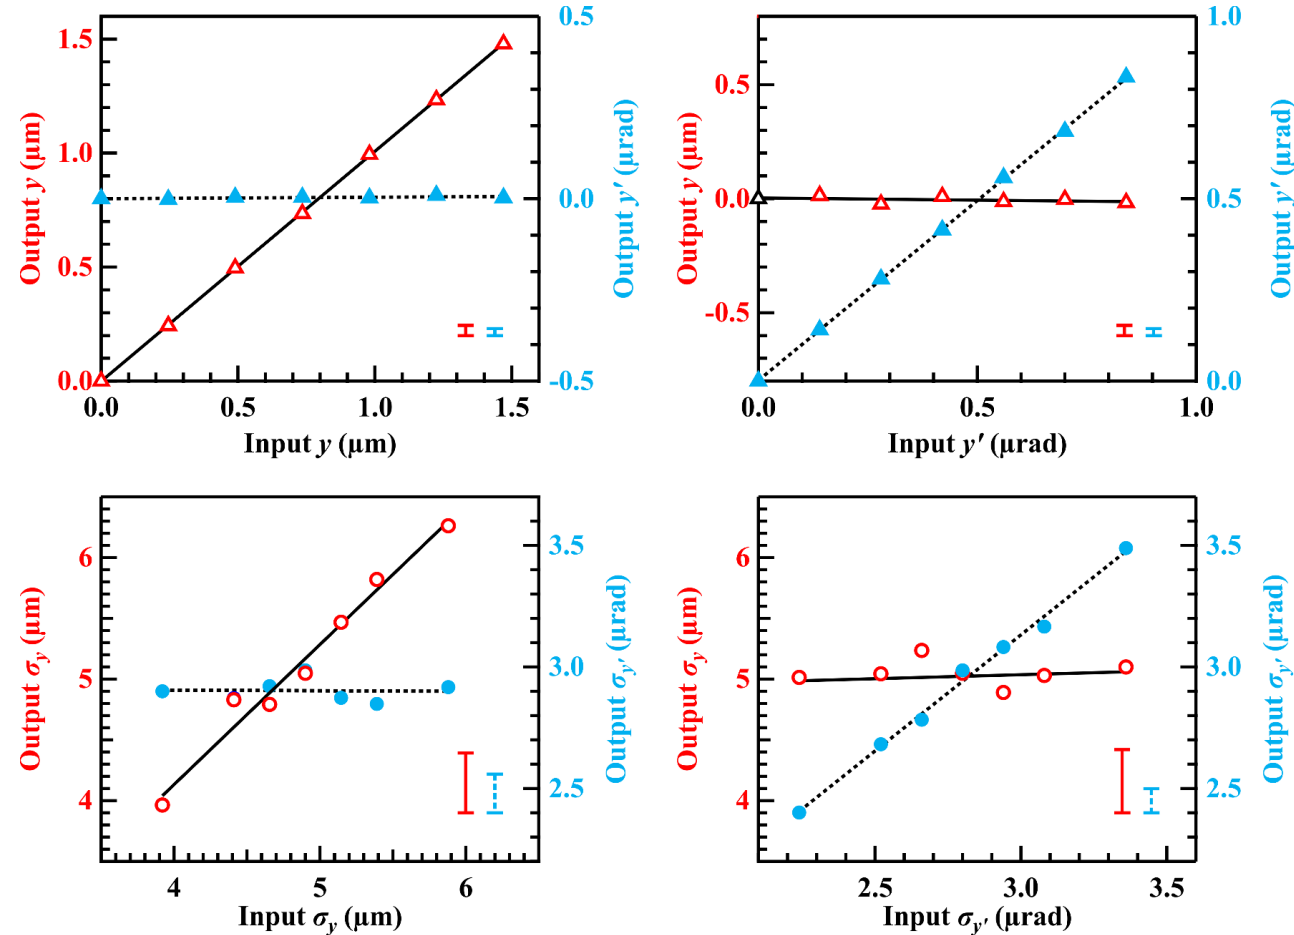 Output y (µm)
1.5
1.0
0.5
0.0
0.5
0.0
-0.5
Output y′ (µrad)
0.0 0.5 1.0 1.5
Input y (µm)
Output y (µm)
0.5
0.0
-0.5
1.0
0.5
0.0
Output y′ (µrad)
0.0 0.5 1.0
Input y′ (µrad)
Output σy (µm)
6
5
4
3.5
3.0
2.5
Output σy′ (µrad)
4 5 6
Input σy (µm)
Output σy (µm)
6
5
4
3.5
3.0
2.5
Output σy′ (µrad)
2.5 3.0 3.5
Input σy′ (µrad)